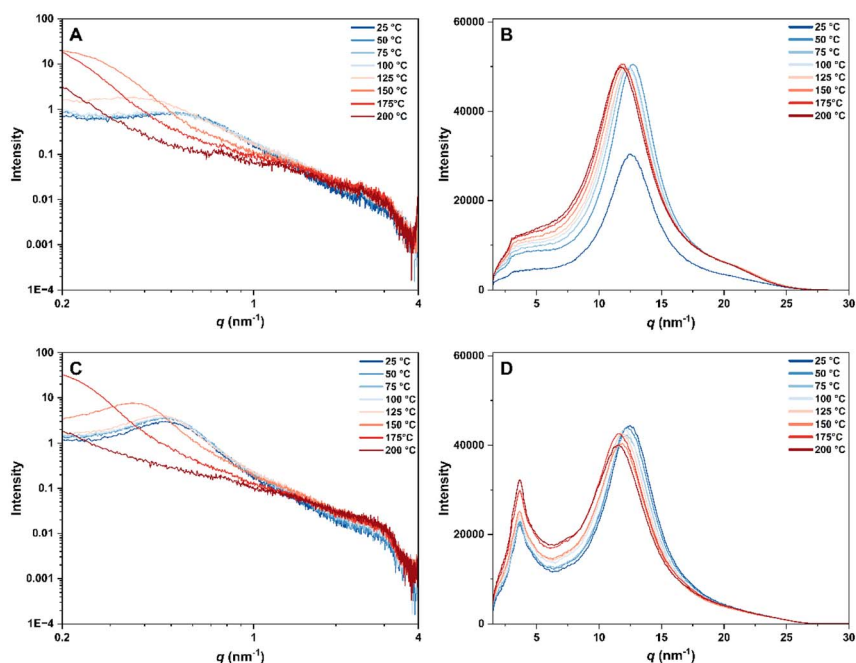 A
25 °C
50 °C
75 °C
100 °C
125 °C
150 °C
175°C
200 °C
Intensity
100
10
1
0.1
0.01
0.001
1E−4
0.2
1
4
q (nm⁻¹)
B
25 °C
50 °C
75 °C
100 °C
125 °C
150 °C
175°C
200 °C
Intensity
60000
40000
20000
0
5
10
15
20
25
30
q (nm⁻¹)
C
25 °C
50 °C
75 °C
100 °C
125 °C
150 °C
175°C
200 °C
Intensity
100
10
1
0.1
0.01
0.001
1E−4
0.2
1
4
q (nm⁻¹)
D
25 °C
50 °C
75 °C
100 °C
125 °C
150 °C
175°C
200 °C
Intensity
60000
40000
20000
0
5
10
15
20
25
30
q (nm⁻¹)